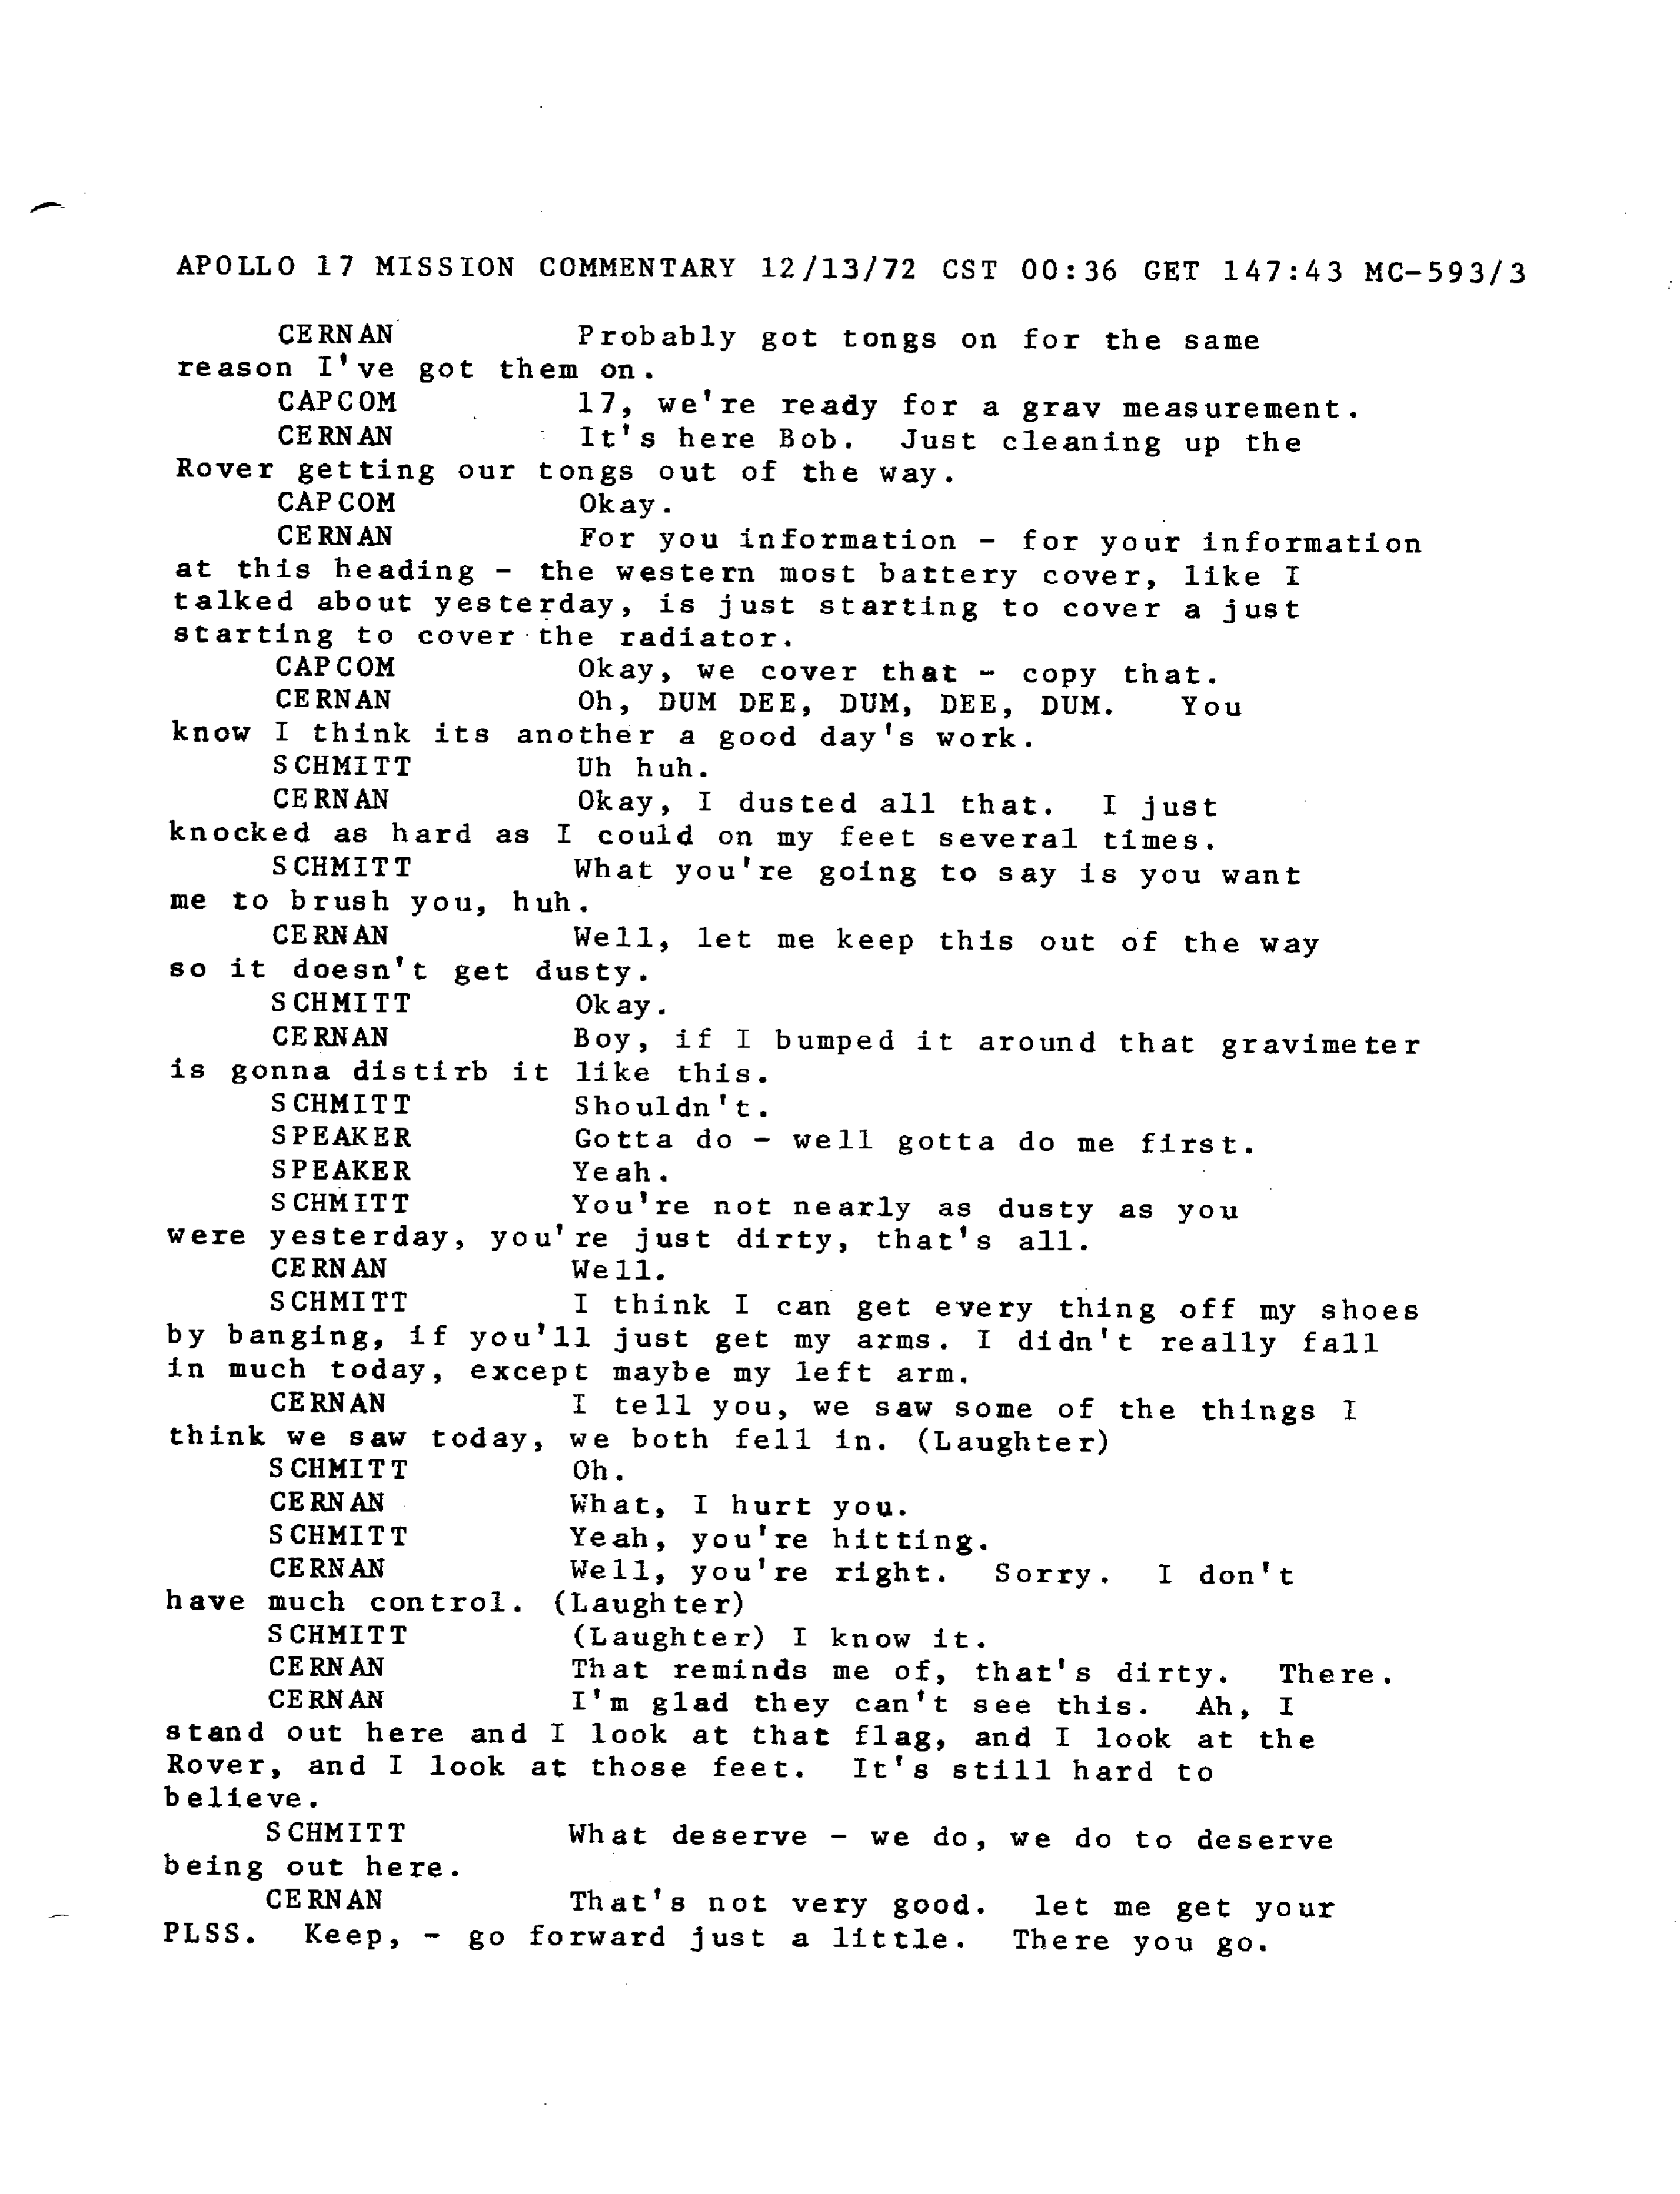 APOLLO 17 MISSION COMMENTARY 12/13/72 CST 00:36 GET 147:43 MC-593/3
CERNAN Probably got tongs on for the same
reason I've got them on.
CAPCOM 17, we're ready for a grav measurement.
CERNAN It's here Bob. Just cleaning up the
Rover getting our tongs out of the way.
CAPCOM Okay.
CERNAN For you information - for your information
at this heading - the western most battery cover, like I
talked about yesterday, is just starting to cover a just
starting to cover the radiator.
CAPCOM Okay, we cover that - copy that.
CERNAN Oh, DUM DEE, DUM, DEE, DUM. You
know I think its another a good day's work.
SCHMITT Uh huh.
CERNAN Okay, I dusted all that. I just
knocked as hard as I could on my feet several times.
SCHMITT What you're going to say is you want
me to brush you, huh.
CERNAN Well, let me keep this out of the way
so it doesn't get dusty.
SCHMITT Okay.
CERNAN Boy, if I bumped it around that gravimeter
is gonna distirb it like this.
SCHMITT Shouldn't.
SPEAKER Gotta do - well gotta do me first.
SPEAKER Yeah.
SCHMITT You're not nearly as dusty as you
were yesterday, you're just dirty, that's all.
CERNAN Well.
SCHMITT I think I can get every thing off my shoes
by banging, if you'll just get my arms. I didn't really fall
in much today, except maybe my left arm.
CERNAN I tell you, we saw some of the things I
think we saw today, we both fell in. (Laughter)
SCHMITT Oh.
CERNAN What, I hurt you.
SCHMITT Yeah, you're hitting.
CERNAN Well, you're right. Sorry. I don't
have much control. (Laughter)
SCHMITT (Laughter) I know it.
CERNAN That reminds me of, that's dirty. There.
CERNAN I'm glad they can't see this. Ah, I
stand out here and I look at that flag, and I look at the
Rover, and I look at those feet. It's still hard to
believe.
SCHMITT What deserve - we do, we do to deserve
being out here.
CERNAN That's not very good. let me get your
PLSS. Keep, - go forward just a little. There you go.